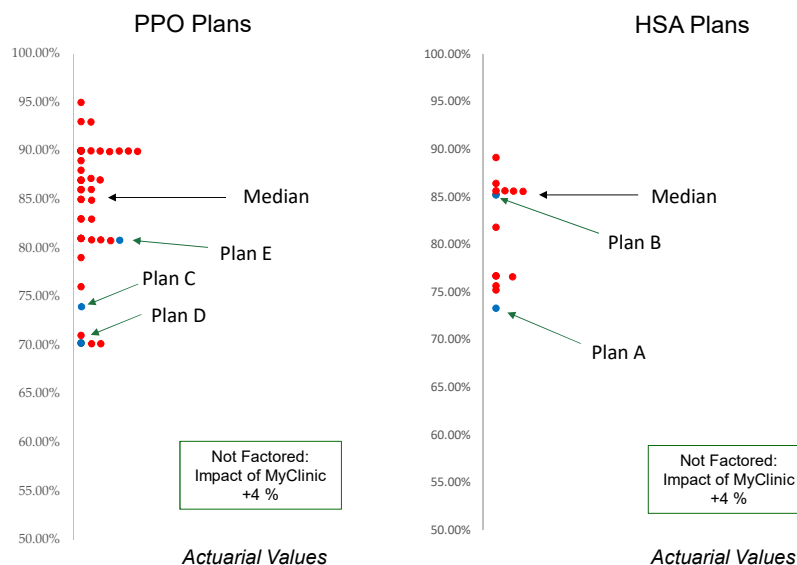 PPO Plans
100.00%
95.00%
90.00%
85.00%
80.00%
75.00%
70.00%
65.00%
60.00%
55.00%
50.00%
Median
Plan E
Plan C
Plan D
Not Factored:
Impact of MyClinic
+4 %
Actuarial Values
HSA Plans
100.00%
95.00%
90.00%
85.00%
80.00%
75.00%
70.00%
65.00%
60.00%
55.00%
50.00%
Median
Plan B
Plan A
Not Factored:
Impact of MyClinic
+4 %
Actuarial Values